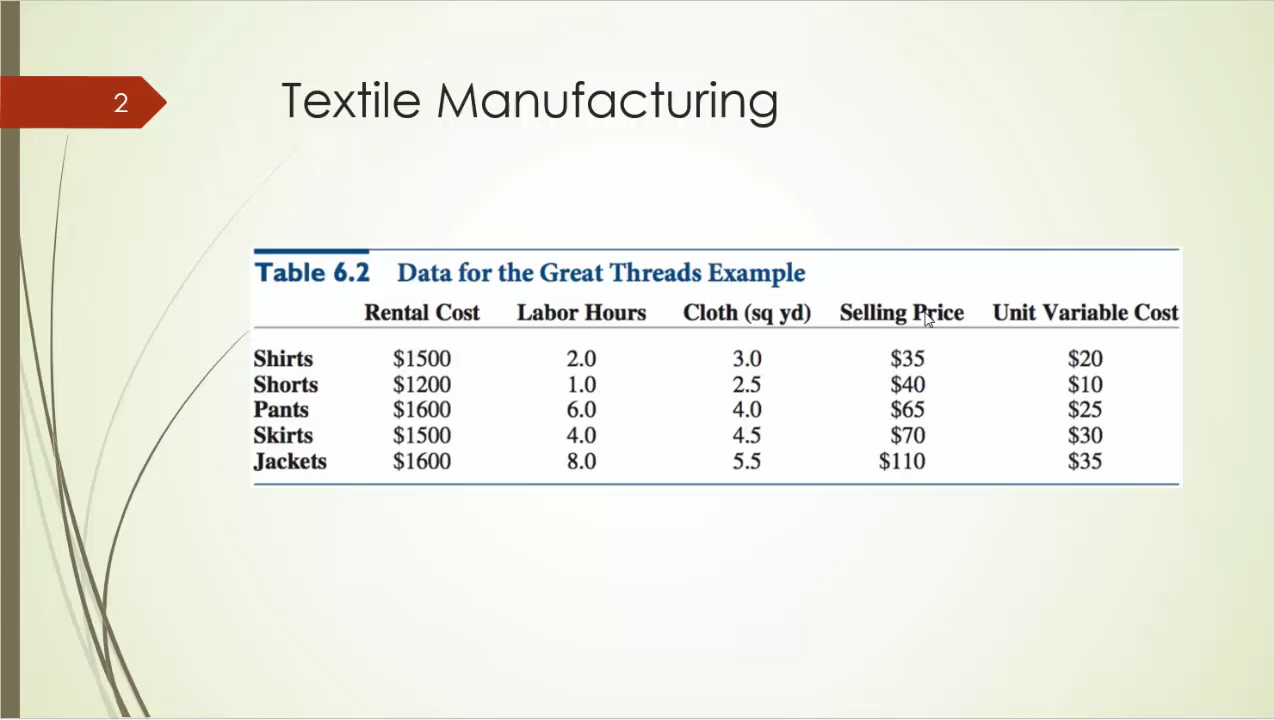 2
Textile Manufacturing
Table 6.2 Data for the Great Threads Example
Rental Cost Labor Hours Cloth (sq yd) Selling Price Unit Variable Cost
Shirts $1500 2.0 3.0 $35 $20
Shorts $1200 1.0 2.5 $40 $10
Pants $1600 6.0 4.0 $65 $25
Skirts $1500 4.0 4.5 $70 $30
Jackets $1600 8.0 5.5 $110 $35